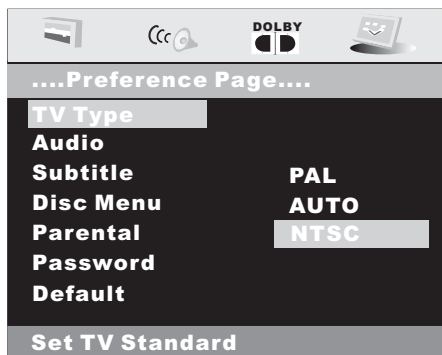 DOLBY
....Preference Page....
TV Type
Audio
Subtitle
PAL
Disc Menu
AUTO
Parental
NTSC
Password
Default
Set TV Standard